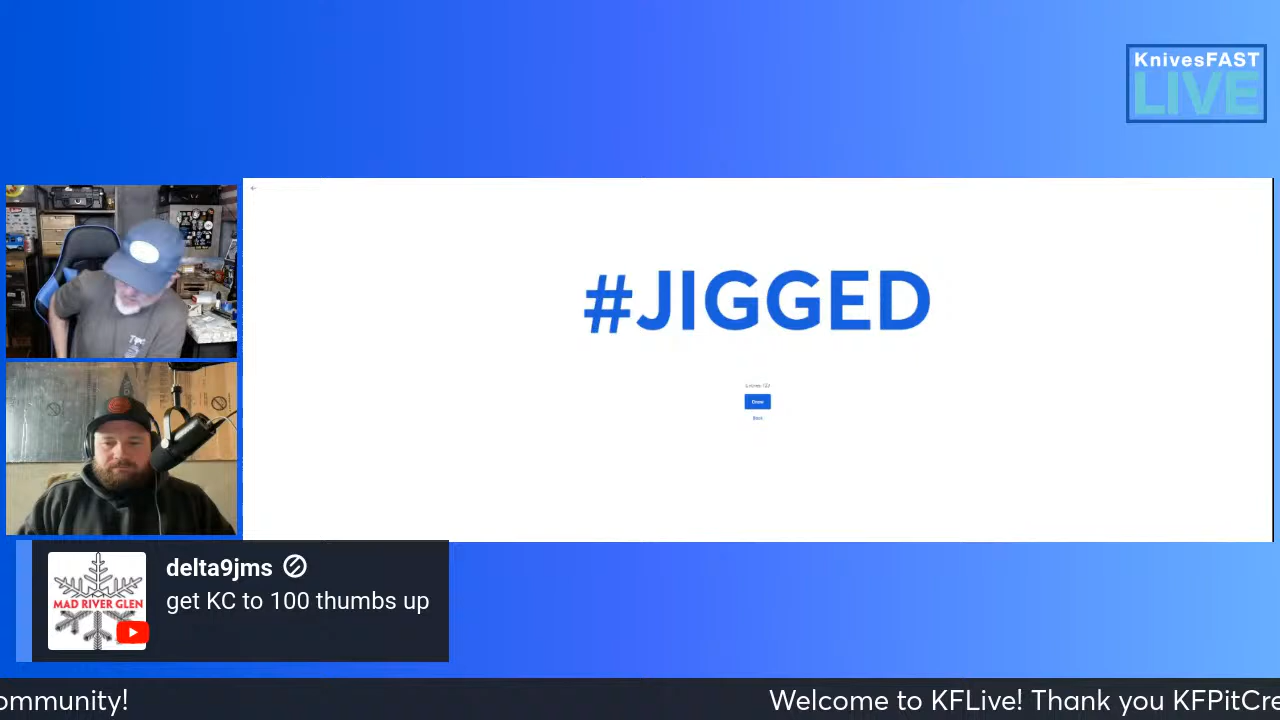 KnivesFAST
LIVE
#JIGGED
Draw
delta9jms
MAD RIVER GLEN
get KC to 100 thumbs up
ommunity!
Welcome to KFLive! Thank you KFPitCre